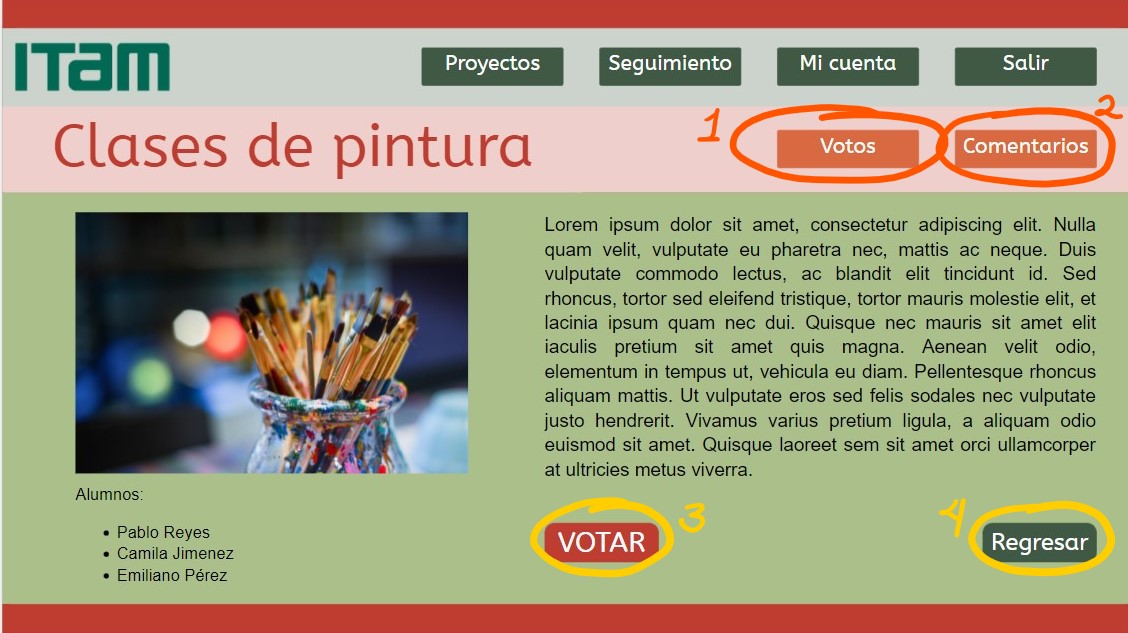 ITAM
Proyectos Seguimiento Mi cuenta Salir
Clases de pintura
1 Votos Comentarios 2
Lorem ipsum dolor sit amet, consectetur adipiscing elit. Nulla
quam velit, vulputate eu pharetra nec, mattis ac neque. Duis
vulputate commodo lectus, ac blandit elit tincidunt id. Sed
rhoncus, tortor sed eleifend tristique, tortor mauris molestie elit, et
lacinia ipsum quam nec dui. Quisque nec mauris sit amet elit
iaculis pretium sit amet quis magna. Aenean velit odio,
elementum in tempus ut, vehicula eu diam. Pellentesque rhoncus
aliquam mattis. Ut vulputate eros sed felis sodales nec vulputate
justo hendrerit. Vivamus varius pretium ligula, a aliquam odio
euismod sit amet. Quisque laoreet sem sit amet orci ullamcorper
at ultricies metus viverra.
Alumnos:
• Pablo Reyes
• Camila Jimenez
• Emiliano Pérez
VOTAR 3
4 Regresar